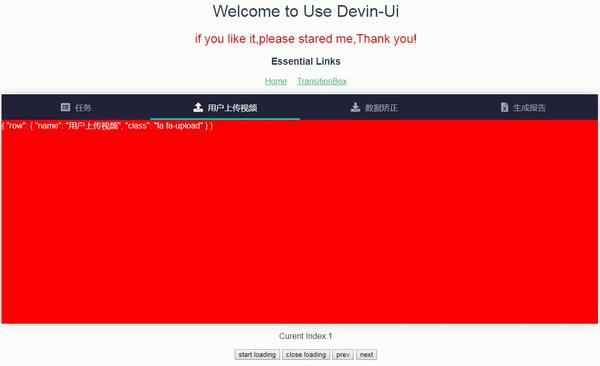 Welcome to Use Devin-Ui
if you like it,please stared me,Thank you!
Essential Links
Home TransitionBox
任务 用户上传视频 数据矫正 生成报告
{ "row": { "name": "用户上传视频", "class": "fa fa-upload" } }
Curent Index:1
start loading close loading prev next